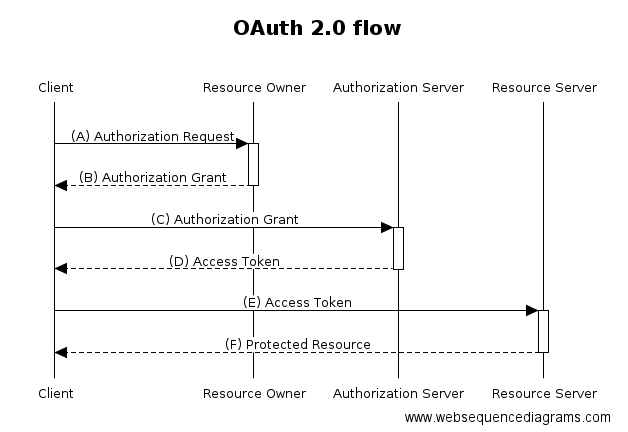 OAuth 2.0 flow
Client Resource Owner Authorization Server Resource Server
(A) Authorization Request
(B) Authorization Grant
(C) Authorization Grant
(D) Access Token
(E) Access Token
(F) Protected Resource
Client Resource Owner Authorization Server Resource Server
www.websequencediagrams.com